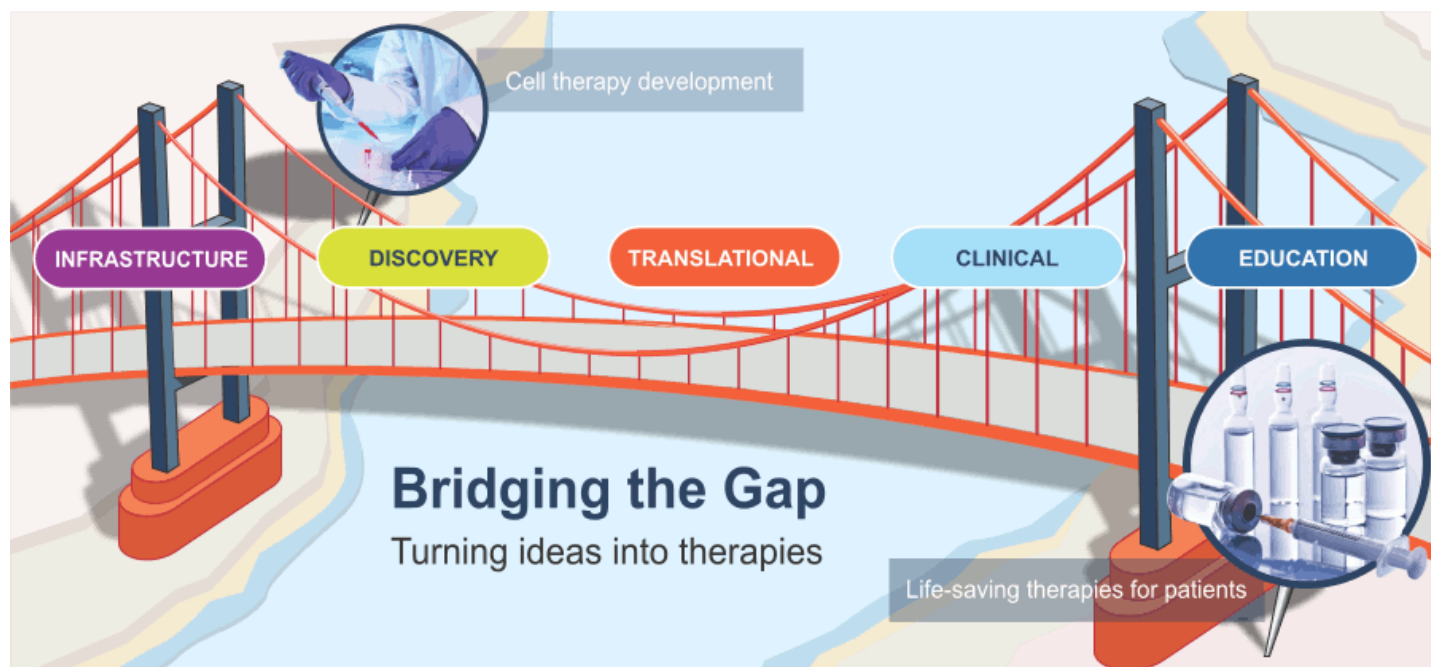 Cell therapy development
INFRASTRUCTURE
DISCOVERY
TRANSLATIONAL
CLINICAL
EDUCATION
Bridging the Gap
Turning ideas into therapies
Life-saving therapies for patients